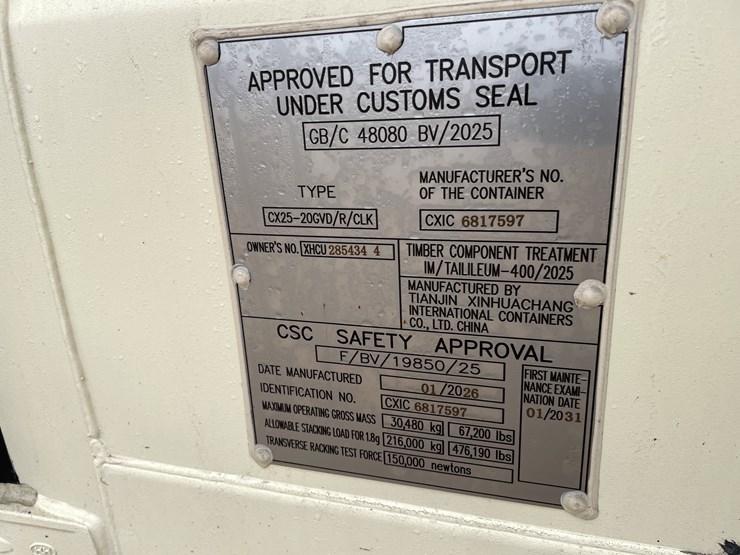 APPROVED FOR TRANSPORT
UNDER CUSTOMS SEAL
GB/C 48080 BV/2025
TYPE
CX25-20GVD/R/CLK
MANUFACTURER'S NO.
OF THE CONTAINER
CXIC 6817597
OWNER'S NO. XHCU 285434 4
TIMBER COMPONENT TREATMENT
IM/TAILILEUM-400/2025
MANUFACTURED BY
TIANJIN XINHUACHANG
INTERNATIONAL CONTAINERS
CO., LTD. CHINA
CSC SAFETY APPROVAL
F/BV/19850/25
DATE MANUFACTURED 01/2026
IDENTIFICATION NO. CXIC 6817597
MAXIMUM OPERATING GROSS MASS 30,480 kg 67,200 lbs
ALLOWABLE STACKING LOAD FOR 1.8g 216,000 kg 476,190 lbs
TRANSVERSE RACKING TEST FORCE 150,000 newtons
FIRST MAINTE-
NANCE EXAMI-
NATION DATE
01/2031